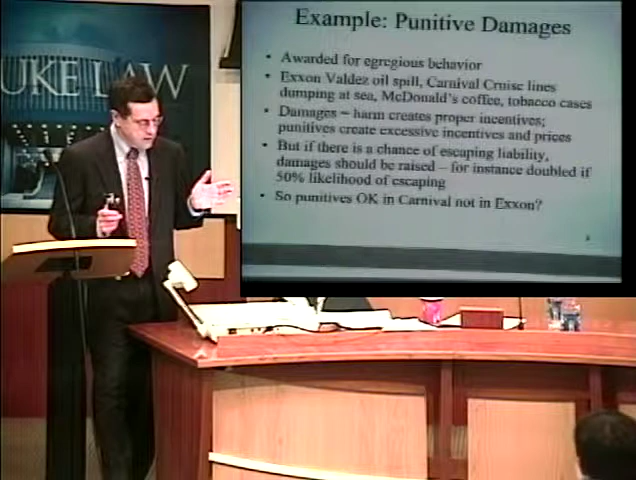 UKE LAW
Example: Punitive Damages
• Awarded for egregious behavior
• Exxon Valdez oil spill, Carnival Cruise lines
dumping at sea, McDonald's coffee, tobacco cases
• Damages = harm creates proper incentives;
punitives create excessive incentives and prices
• But if there is a chance of escaping liability,
damages should be raised – for instance doubled if
50% likelihood of escaping
• So punitives OK in Carnival not in Exxon?